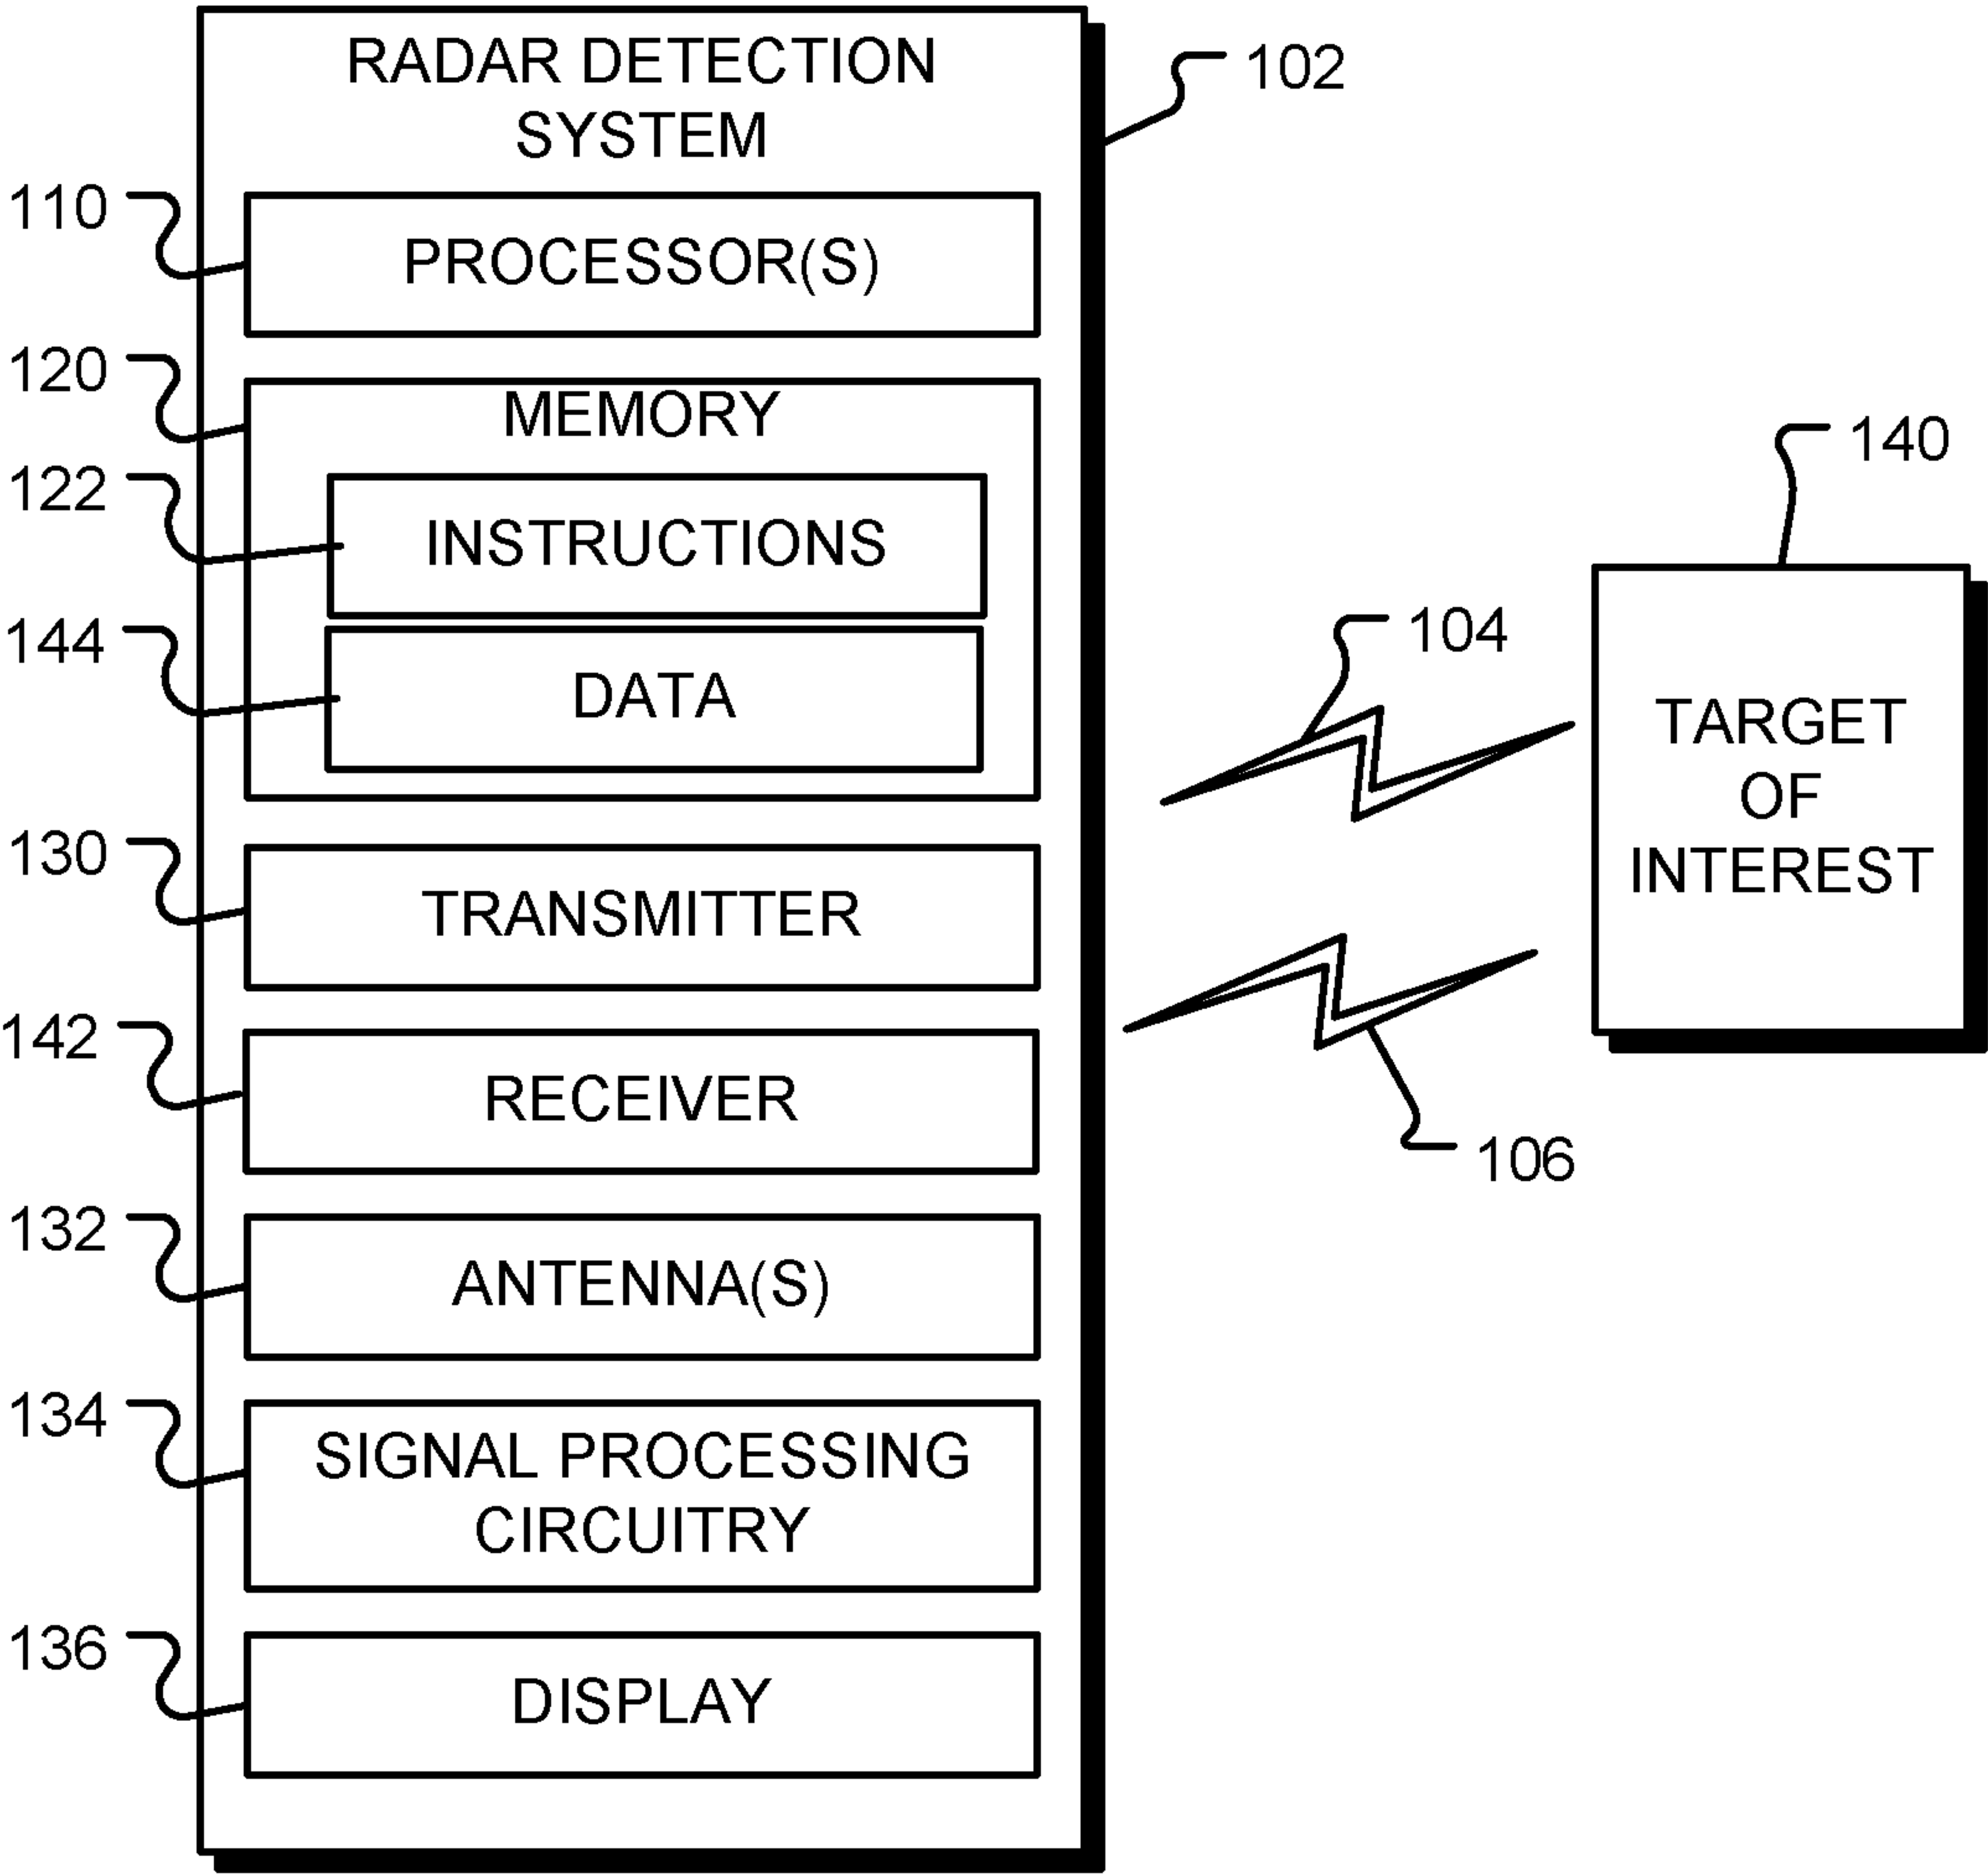 RADAR DETECTION
SYSTEM
102
110
PROCESSOR(S)
120
MEMORY
122
INSTRUCTIONS
144
DATA
130
TRANSMITTER
142
RECEIVER
132
ANTENNA(S)
134
SIGNAL PROCESSING
CIRCUITRY
136
DISPLAY
104
106
140
TARGET
OF
INTEREST